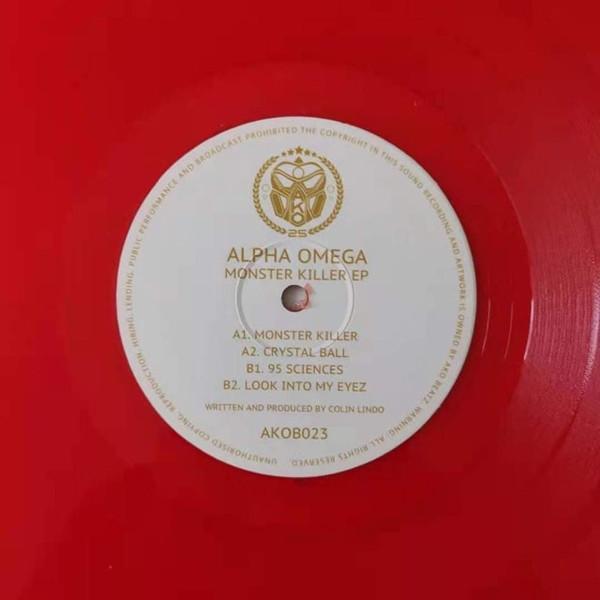 UNAUTHORISED COPYING, REPRODUCTION, HIRING, LENDING, PUBLIC PERFORMANCE AND BROADCAST PROHIBITED THE COPYRIGHT IN THIS SOUND RECORDING AND ARTWORK IS OWNED BY AKO BEATZ. WARNING: ALL RIGHTS RESERVED.
AKO
25
ALPHA OMEGA
MONSTER KILLER EP
A1. MONSTER KILLER
A2. CRYSTAL BALL
B1. 95 SCIENCES
B2. LOOK INTO MY EYEZ
WRITTEN AND PRODUCED BY COLIN LINDO
AKOB023